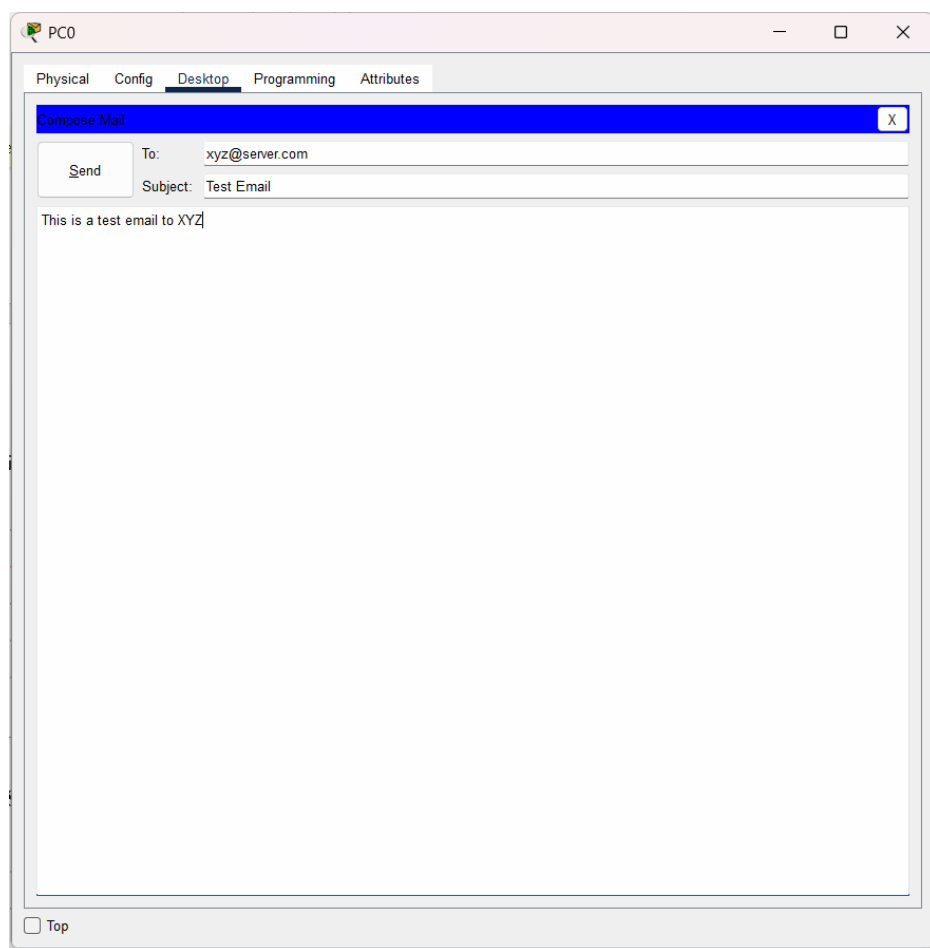 PC0
Physical Config Desktop Programming Attributes
Compose Mail X
Send
To: xyz@server.com
Subject: Test Email
This is a test email to XYZ
Top